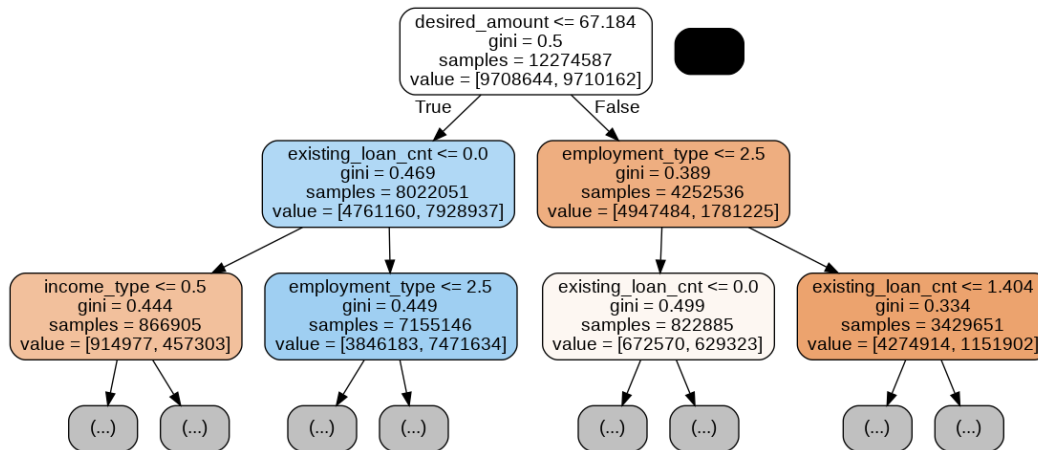 desired_amount <= 67.184
gini = 0.5
samples = 12274587
value = [9708644, 9710162]
True
False
existing_loan_cnt <= 0.0
gini = 0.469
samples = 8022051
value = [4761160, 7928937]
employment_type <= 2.5
gini = 0.389
samples = 4252536
value = [4947484, 1781225]
income_type <= 0.5
gini = 0.444
samples = 866905
value = [914977, 457303]
employment_type <= 2.5
gini = 0.449
samples = 7155146
value = [3846183, 7471634]
existing_loan_cnt <= 0.0
gini = 0.499
samples = 822885
value = [672570, 629323]
existing_loan_cnt <= 1.404
gini = 0.334
samples = 3429651
value = [4274914, 1151902]
(...)
(...)
(...)
(...)
(...)
(...)
(...)
(...)